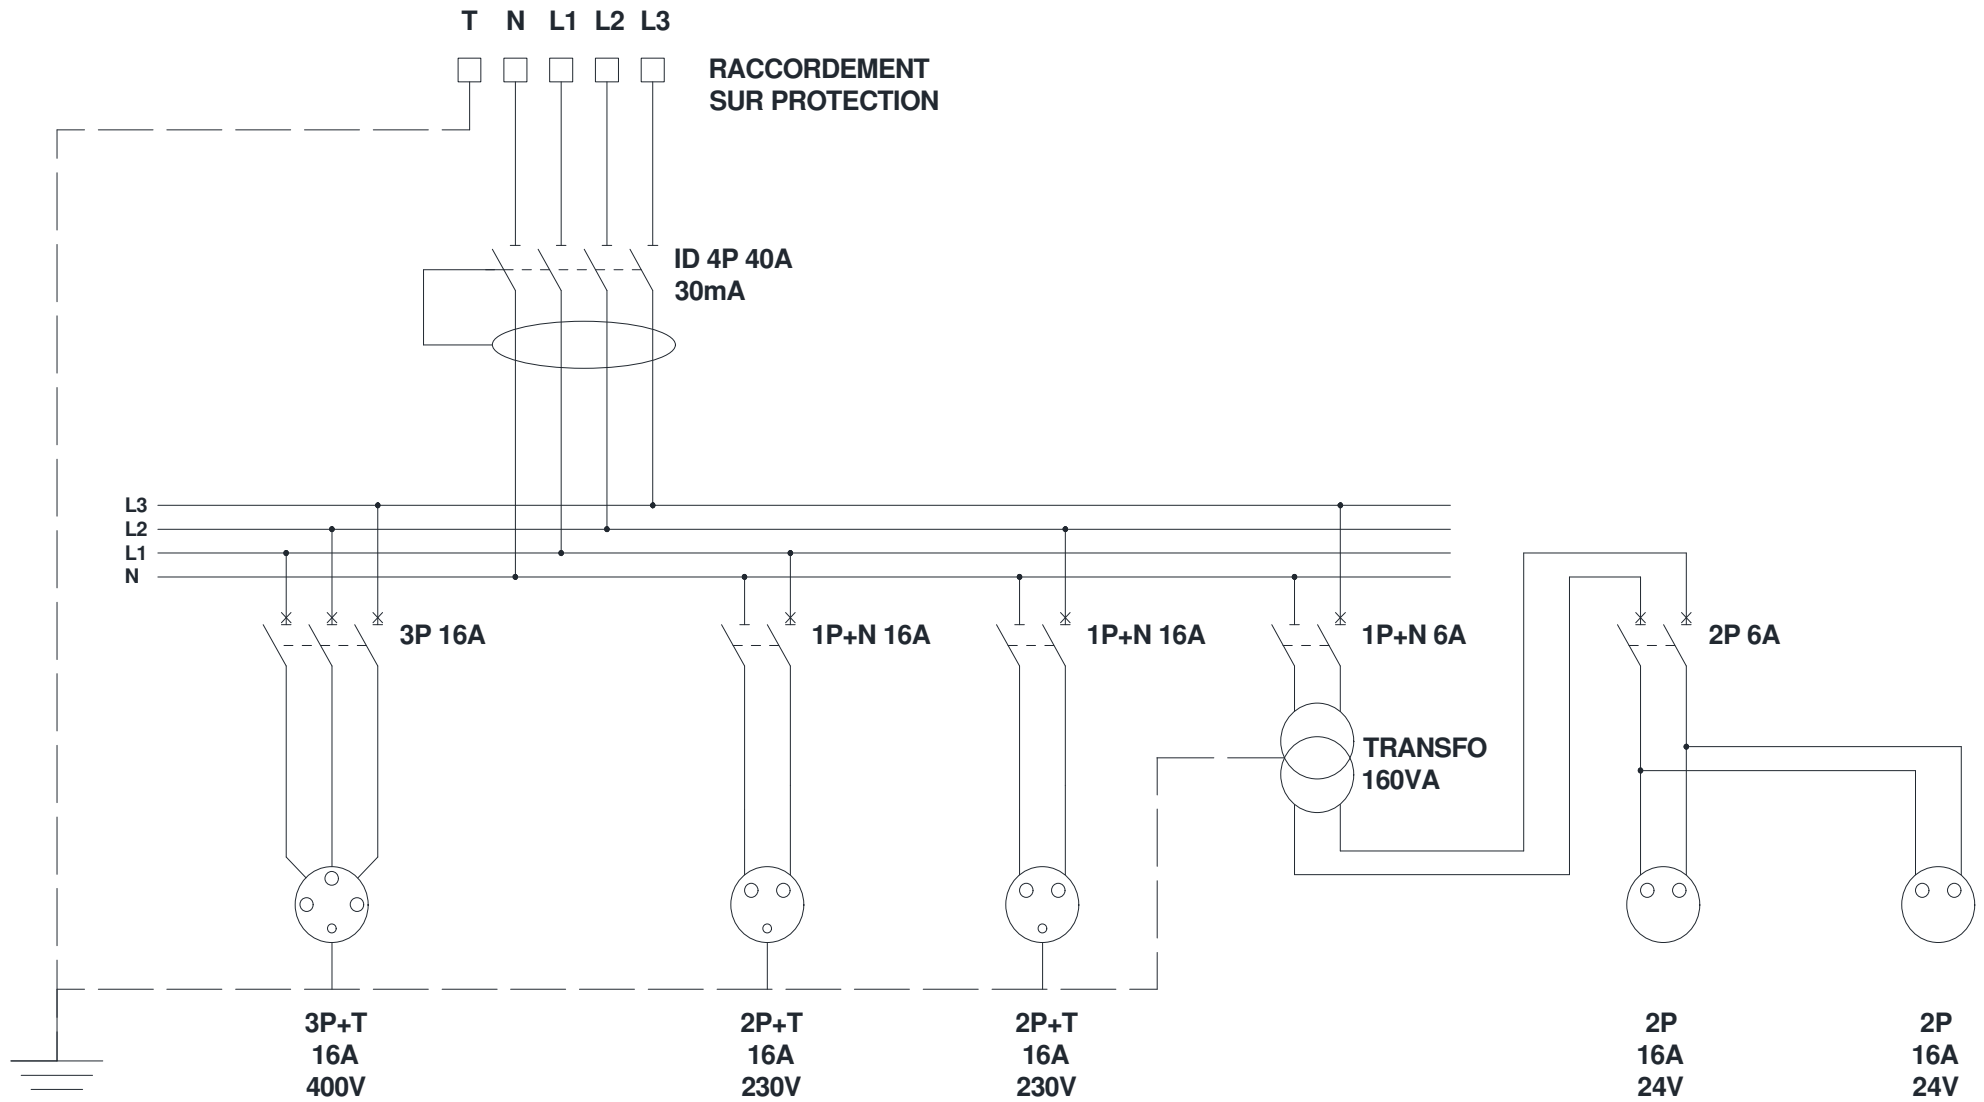 T N L1 L2 L3
RACCORDEMENT
SUR PROTECTION
ID 4P 40A
30mA
L3
L2
L1
N
3P 16A
1P+N 16A
1P+N 16A
1P+N 6A
2P 6A
TRANSFO
160VA
3P+T
16A
400V
2P+T
16A
230V
2P+T
16A
230V
2P
16A
24V
2P
16A
24V